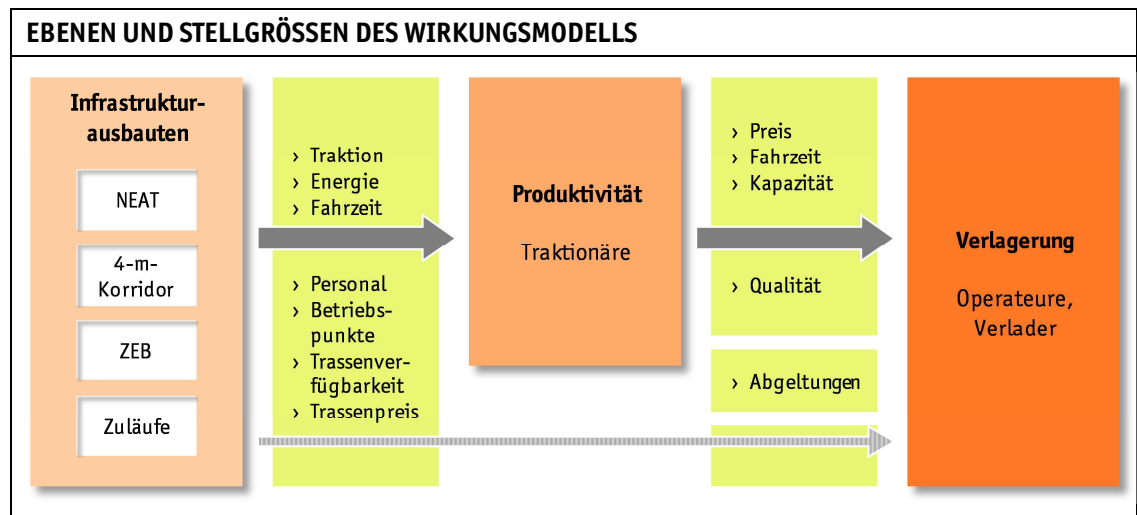 EBENEN UND STELLGRÖSSEN DES WIRKUNGSMODELLS
Infrastruktur-
ausbauten
NEAT
4-m-
Korridor
ZEB
Zuläufe
› Traktion
› Energie
› Fahrzeit
› Personal
› Betriebs-
punkte
› Trassenver-
fügbarkeit
› Trassenpreis
Produktivität
Traktionäre
› Preis
› Fahrzeit
› Kapazität
› Qualität
› Abgeltungen
Verlagerung
Operateure,
Verlader